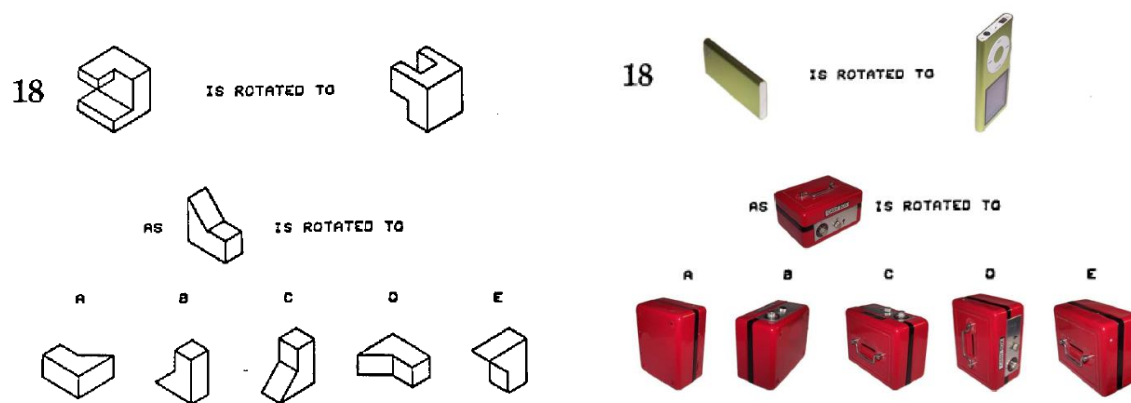 18 IS ROTATED TO
AS IS ROTATED TO
A B C D E
18 IS ROTATED TO
AS IS ROTATED TO
A B C D E